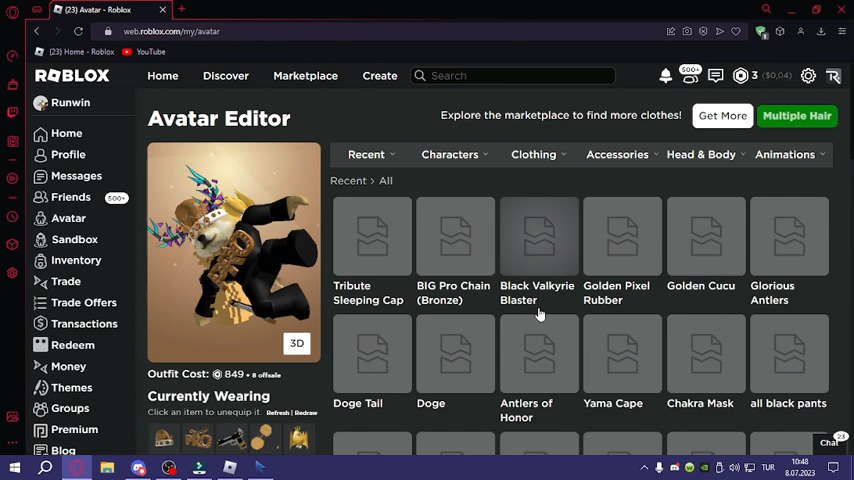 (23) Avatar - Roblox
web.roblox.com/my/avatar
(23) Home - Roblox
YouTube
ROBLOX
Home
Discover
Marketplace
Create
Search
500+
3
($0,04)
Runwin
Home
Profile
Messages
Friends
500+
Avatar
Sandbox
Inventory
Trade
Trade Offers
Transactions
Redeem
Money
Themes
Groups
Premium
Blog
Avatar Editor
Explore the marketplace to find more clothes!
Get More
Multiple Hair
Recent
Characters
Clothing
Accessories
Head & Body
Animations
Recent > All
3D
Outfit Cost: 849 + 8 offsale
Currently Wearing
Click an item to unequip it. Refresh | Redraw
Tribute
Sleeping Cap
BIG Pro Chain
(Bronze)
Black Valkyrie
Blaster
Golden Pixel
Rubber
Golden Cucu
Glorious
Antlers
Doge Tail
Doge
Antlers of
Honor
Yama Cape
Chakra Mask
all black pants
Chat
23
TUR
10:48
8.07.2023